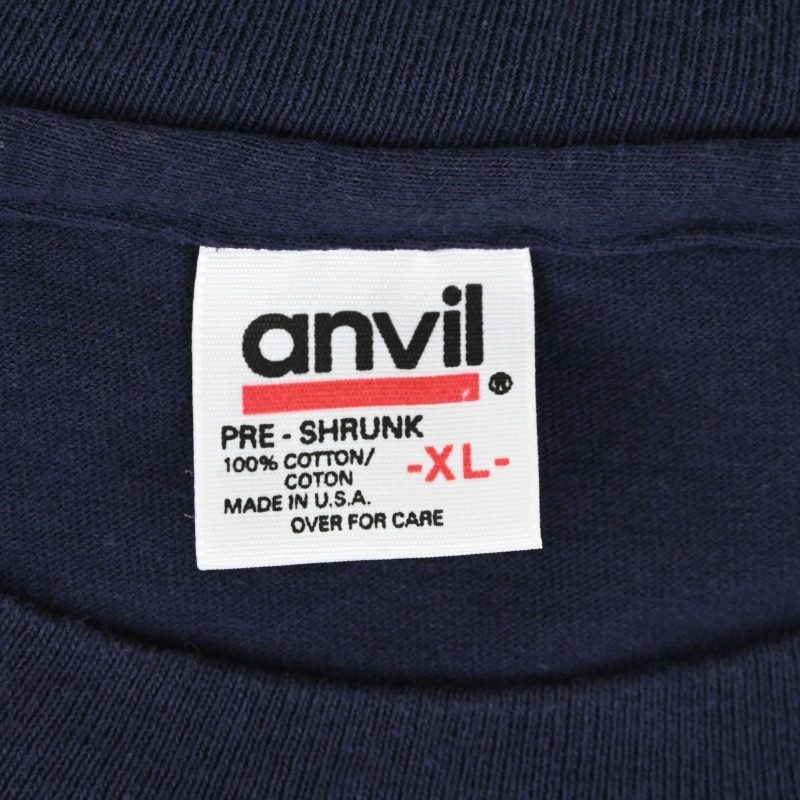 anvil
PRE - SHRUNK
100% COTTON/
COTON
-XL-
MADE IN U.S.A.
OVER FOR CARE